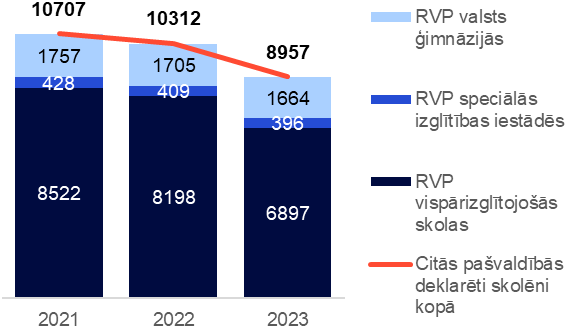 10707
10312
8957
1757
1705
1664
428
409
396
8522
8198
6897
2021
2022
2023
RVP valsts
ģimnāzijās
RVP speciālās
izglītības iestādēs
RVP
vispārizglītojošās
skolas
Citās pašvaldībās
deklarēti skolēni
kopā